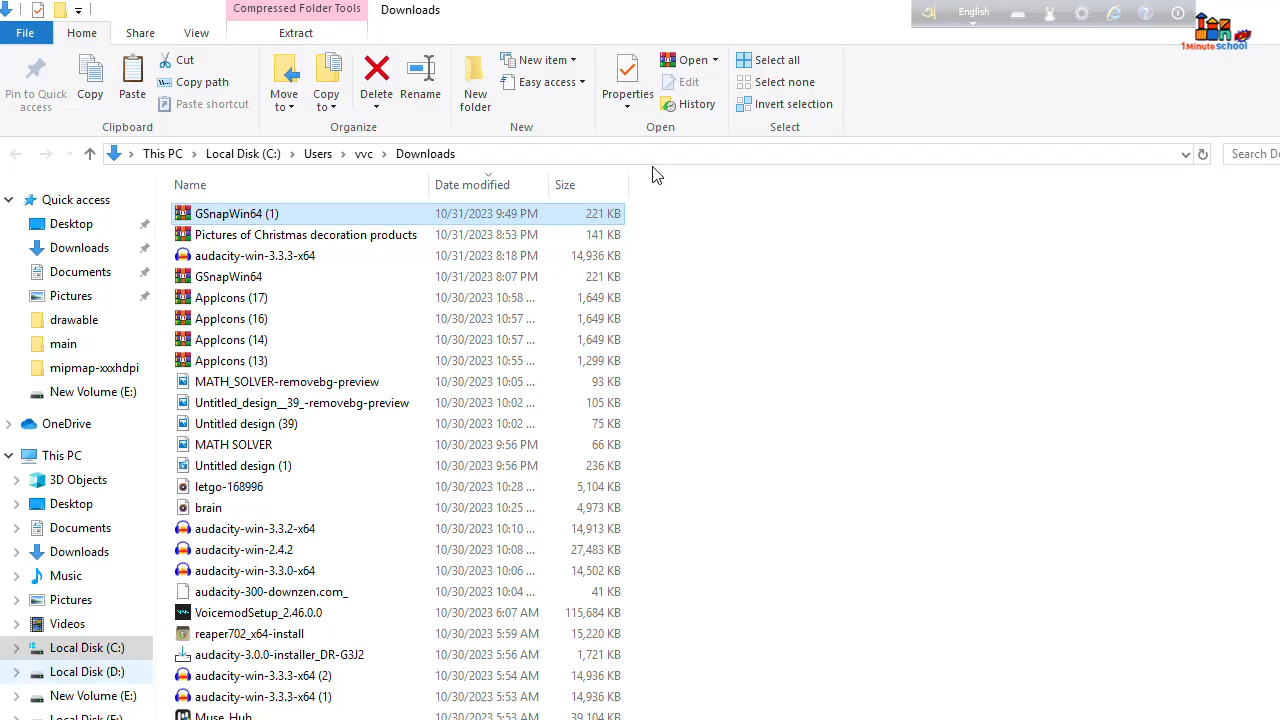 Compressed Folder Tools
Downloads
English
1Minute school
File
Home
Share
View
Extract
Pin to Quick
access
Copy
Paste
Cut
Copy path
Paste shortcut
Clipboard
Move
to
Copy
to
Delete
Rename
Organize
New
folder
New item
Easy access
New
Properties
Open
Edit
History
Open
Select all
Select none
Invert selection
Select
This PC
Local Disk (C:)
Users
vvc
Downloads
Search Do
Name
Date modified
Size
Quick access
Desktop
Downloads
Documents
Pictures
drawable
main
mipmap-xxxhdpi
New Volume (E:)
OneDrive
This PC
3D Objects
Desktop
Documents
Downloads
Music
Pictures
Videos
Local Disk (C:)
Local Disk (D:)
New Volume (E:)
GSnapWin64 (1) 10/31/2023 9:49 PM 221 KB
Pictures of Christmas decoration products 10/31/2023 8:53 PM 141 KB
audacity-win-3.3.3-x64 10/31/2023 8:18 PM 14,936 KB
GSnapWin64 10/31/2023 8:07 PM 221 KB
AppIcons (17) 10/30/2023 10:58 ... 1,649 KB
AppIcons (16) 10/30/2023 10:57 ... 1,649 KB
AppIcons (14) 10/30/2023 10:57 ... 1,649 KB
AppIcons (13) 10/30/2023 10:55 ... 1,299 KB
MATH_SOLVER-removebg-preview 10/30/2023 10:05 ... 93 KB
Untitled_design__39_-removebg-preview 10/30/2023 10:02 ... 105 KB
Untitled design (39) 10/30/2023 10:02 ... 75 KB
MATH SOLVER 10/30/2023 9:56 PM 66 KB
Untitled design (1) 10/30/2023 9:56 PM 236 KB
letgo-168996 10/30/2023 10:28 ... 5,104 KB
brain 10/30/2023 10:25 ... 4,973 KB
audacity-win-3.3.2-x64 10/30/2023 10:10 ... 14,913 KB
audacity-win-2.4.2 10/30/2023 10:08 ... 27,483 KB
audacity-win-3.3.0-x64 10/30/2023 10:06 ... 14,502 KB
audacity-300-downzen.com_ 10/30/2023 10:04 ... 41 KB
VoicemodSetup_2.46.0.0 10/30/2023 6:07 AM 115,684 KB
reaper702_x64-install 10/30/2023 5:59 AM 15,220 KB
audacity-3.0.0-installer_DR-G3J2 10/30/2023 5:56 AM 1,721 KB
audacity-win-3.3.3-x64 (2) 10/30/2023 5:54 AM 14,936 KB
audacity-win-3.3.3-x64 (1) 10/30/2023 5:53 AM 14,936 KB
Muse_Hub 10/30/2023 5:53 AM 39,104 KB